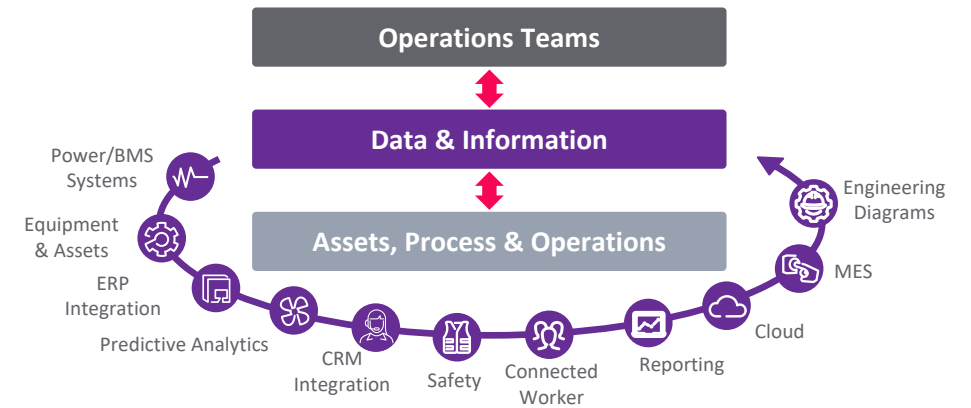 Operations Teams
Data & Information
Assets, Process & Operations
Power/BMS
Systems
Equipment
& Assets
ERP
Integration
Predictive Analytics
CRM
Integration
Safety
Connected
Worker
Reporting
Cloud
MES
Engineering
Diagrams